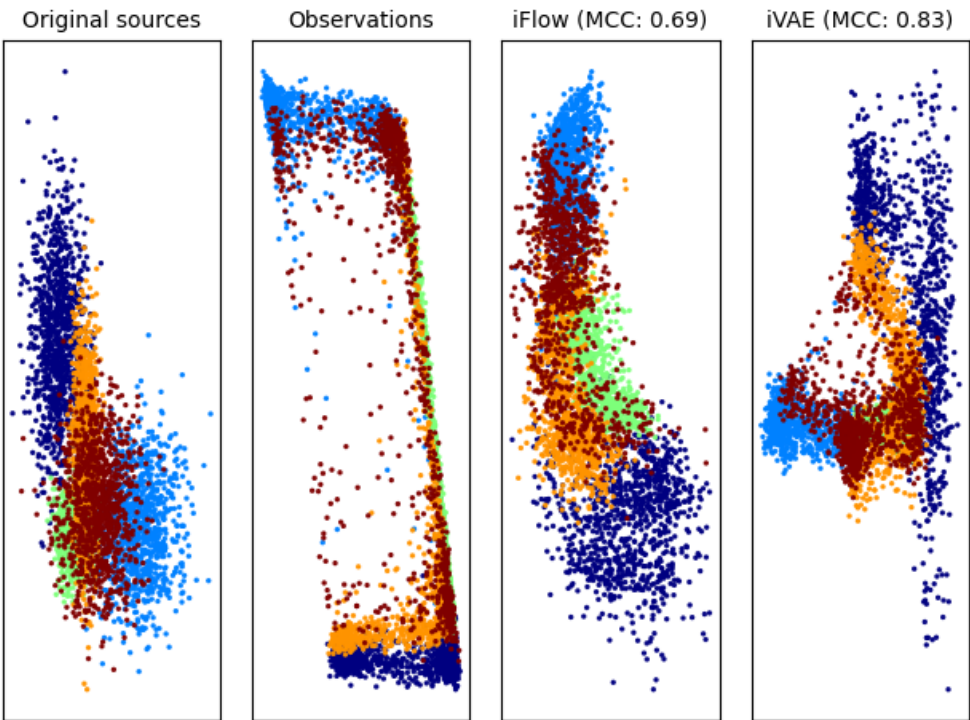 Original sources
Observations
iFlow (MCC: 0.69)
iVAE (MCC: 0.83)